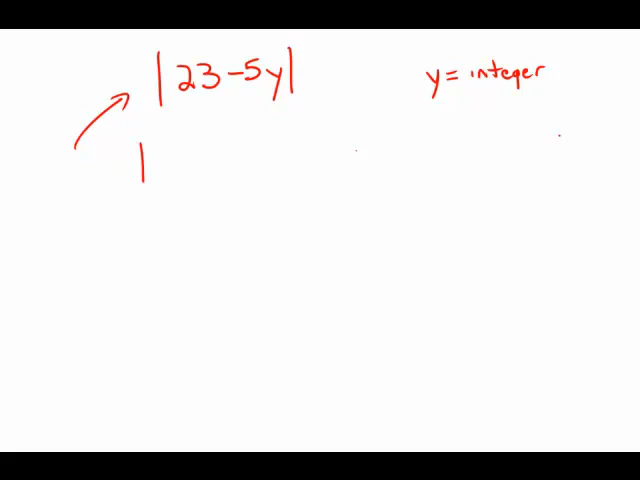 |23-5y| y = integer
|